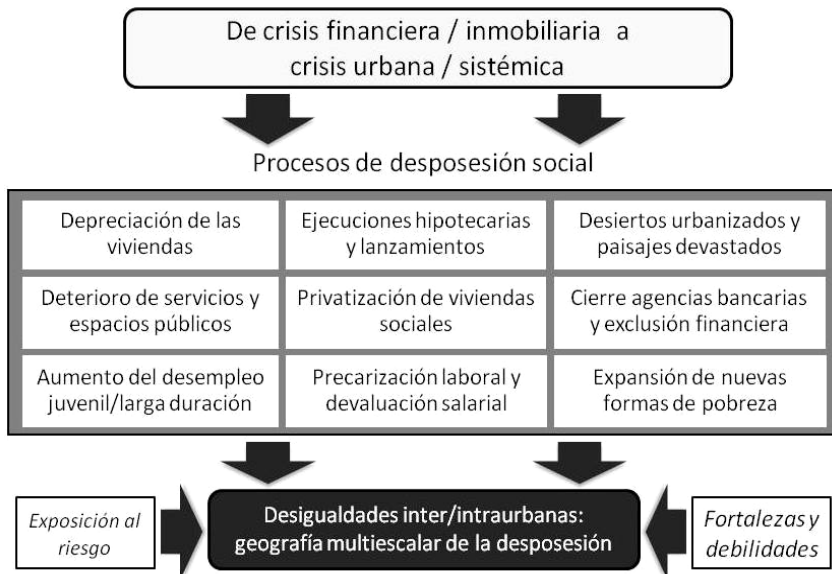 De crisis financiera / inmobiliaria a
crisis urbana / sistémica
Procesos de desposesión social
Depreciación de las
viviendas
Ejecuciones hipotecarias
y lanzamientos
Desiertos urbanizados y
paisajes devastados
Deterioro de servicios y
espacios públicos
Privatización de viviendas
sociales
Cierre agencias bancarias
y exclusión financiera
Aumento del desempleo
juvenil/larga duración
Precarización laboral y
devaluación salarial
Expansión de nuevas
formas de pobreza
Exposición al
riesgo
Desigualdades inter/intraurbanas:
geografía multiescalar de la desposesión
Fortalezas y
debilidades